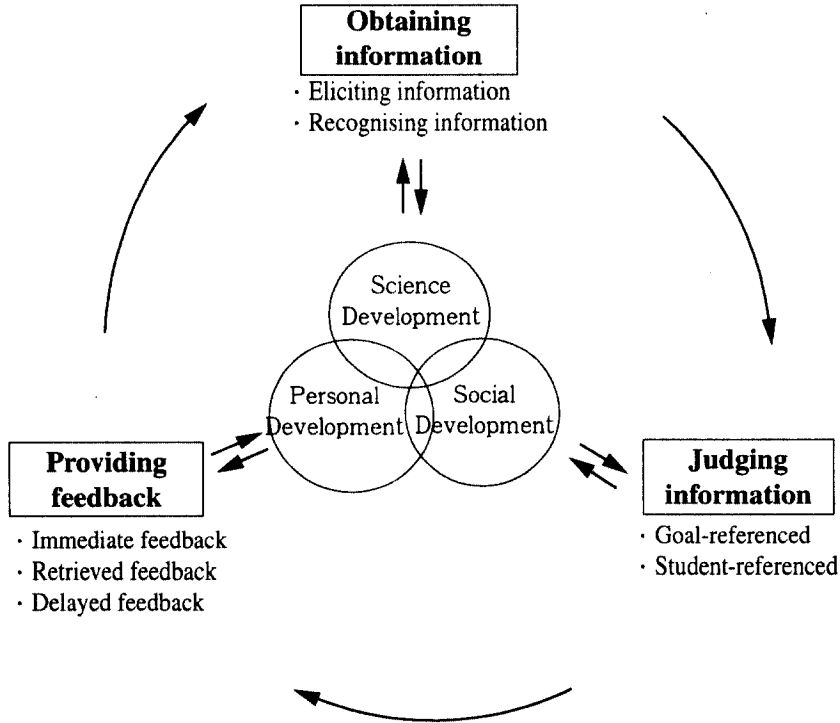 Obtaining
information
· Eliciting information
· Recognising information
Science
Development
Personal
Development
Social
Development
Providing
feedback
· Immediate feedback
· Retrieved feedback
· Delayed feedback
Judging
information
· Goal-referenced
· Student-referenced